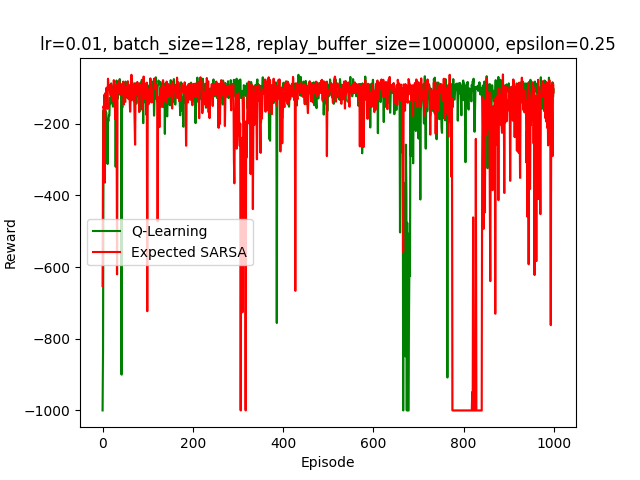 lr=0.01, batch_size=128, replay_buffer_size=1000000, epsilon=0.25
−200
−400
−600
−800
−1000
Reward
Q-Learning
Expected SARSA
0
200
400
600
800
1000
Episode